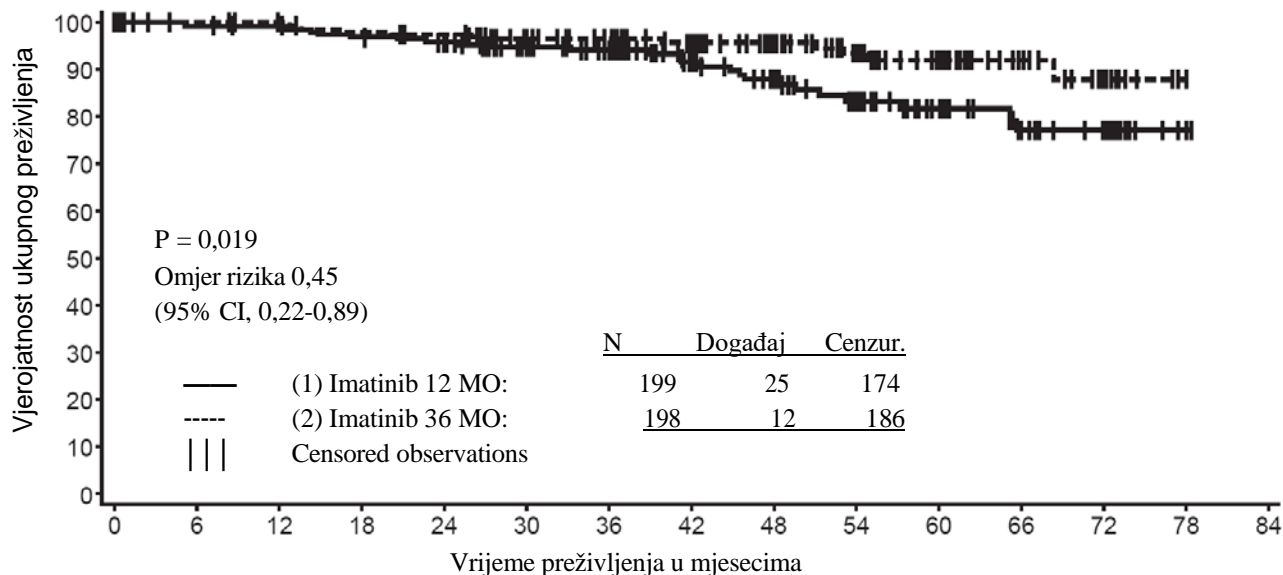 Vjerojatnost ukupnog preživljenja
100
90
80
70
60
50
40
30
20
10
0
P = 0,019
Omjer rizika 0,45
(95% CI, 0,22-0,89)
N Događaj Cenzur.
(1) Imatinib 12 MO: 199 25 174
(2) Imatinib 36 MO: 198 12 186
Censored observations
0 6 12 18 24 30 36 42 48 54 60 66 72 78 84
Vrijeme preživljenja u mjesecima